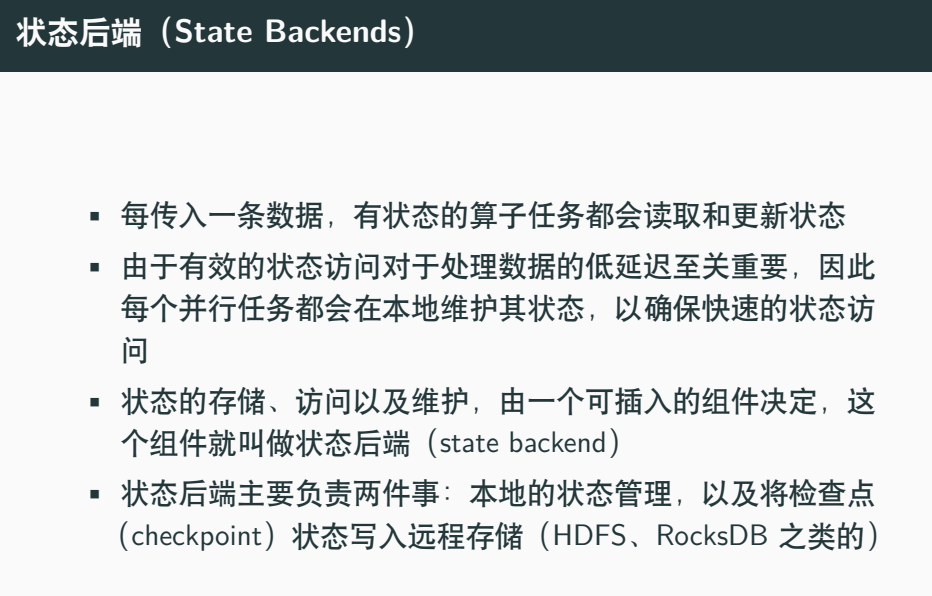 状态后端（State Backends）
▪ 每传入一条数据，有状态的算子任务都会读取和更新状态
▪ 由于有效的状态访问对于处理数据的低延迟至关重要，因此
每个并行任务都会在本地维护其状态，以确保快速的状态访
问
▪ 状态的存储、访问以及维护，由一个可插入的组件决定，这
个组件就叫做状态后端（state backend）
▪ 状态后端主要负责两件事：本地的状态管理，以及将检查点
（checkpoint）状态写入远程存储（HDFS、RocksDB 之类的）